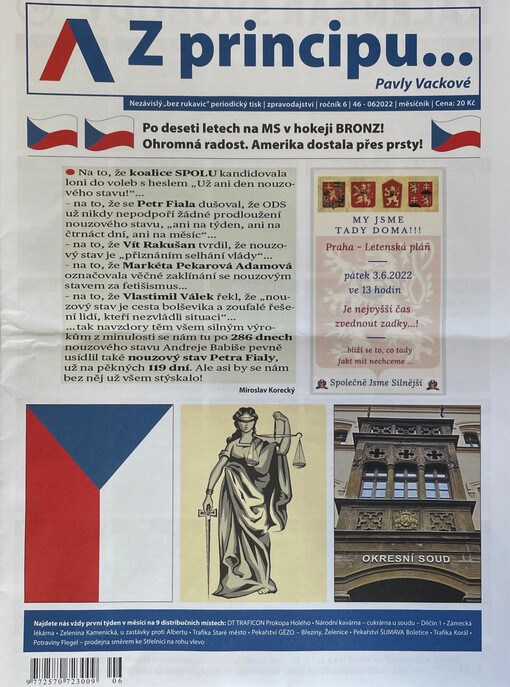 Z principu...
Pavly Vackové
Nezávislý „bez rukavic" periodický tisk | zpravodajství | ročník 6 | 46 - 062022 | měsíčník | Cena: 20 Kč
Po deseti letech na MS v hokeji BRONZ!
Ohromná radost. Amerika dostala přes prsty!
● Na to, že koalice SPOLU kandidovala
loni do voleb s heslem „Už ani den nouzo-
vého stavu!"...
- na to, že se Petr Fiala dušoval, že ODS
už nikdy nepodpoří žádné prodloužení
nouzového stavu, „ani na týden, ani na
čtrnáct dní, ani na měsíc"...
- na to, že Vít Rakušan tvrdil, že nouzo-
vý stav je „přiznáním selhání vlády"...
- na to, že Markéta Pekarová Adamová
označovala věčné zaklínání se nouzovým
stavem za fetišismus...
- na to, že Vlastimil Válek řekl, že „nou-
zový stav je cesta bolševika a zoufalé řeše-
ní lidí, kteří nezvládli situaci"...
...tak navzdory těm všem silným výro-
kům z minulosti se nám tu po 286 dnech
nouzového stavu Andreje Babiše pevně
usídlil také nouzový stav Petra Fialy,
už na pěkných 119 dní. Ale asi by se nám
bez něj už všem stýskalo!
Miroslav Korecký
MY JSME
TADY DOMA!!!
Praha - Letenská pláň
pátek 3.6.2022
ve 13 hodin
Je nejvyšší čas
zvednout zadky...!
...blíží se to, co tady
fakt mít nechceme ...
Společně Jsme Silnější
OKRESNÍ SOUD
Najdete nás vždy první týden v měsíci na 9 distribučních místech: DT TRAFICON Prokopa Holého • Národní kavárna – cukrárna u soudu – Děčín 1 • Zámecká
lékárna • Zelenina Kamenická, u zastávky proti Albertu • Trafika Staré město • Pekařství GÉZO – Březiny, Želenice • Pekařství ŠUMAVA Boletice • Trafika Korál •
Potraviny Flegel – prodejna směrem ke Střelnici na rohu vlevo
9 772570 723009 06